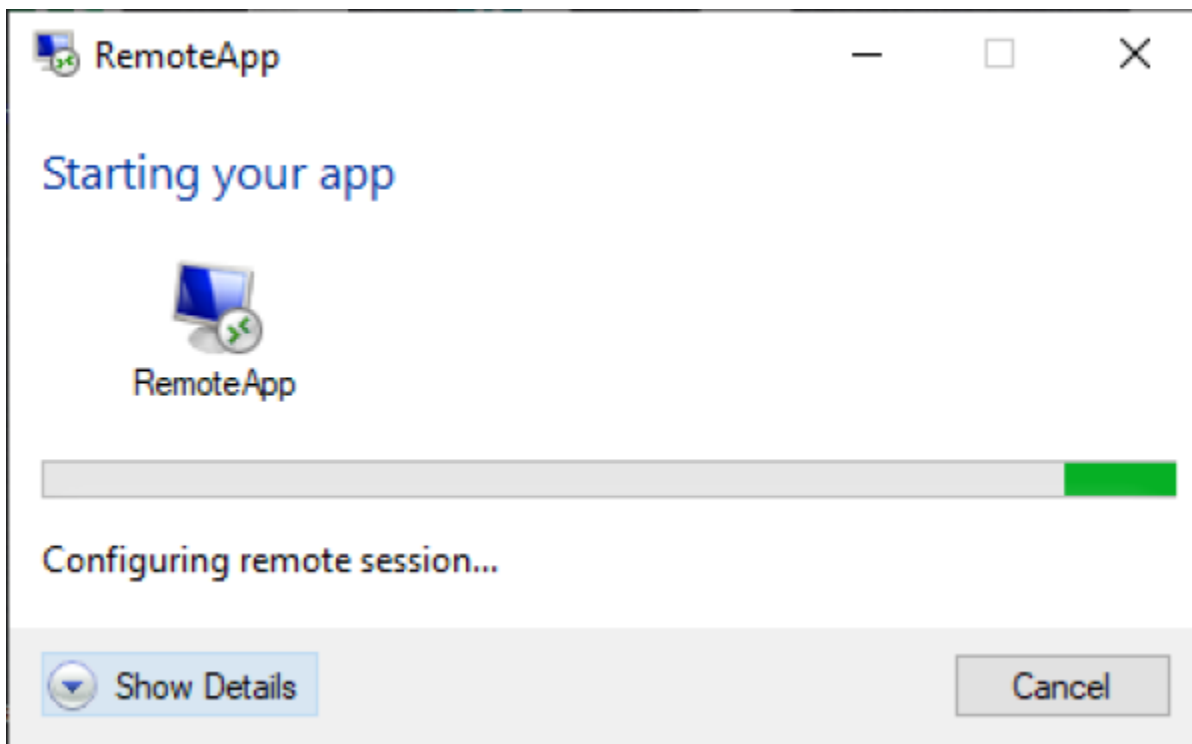 RemoteApp
Starting your app
RemoteApp
Configuring remote session...
Show Details
Cancel